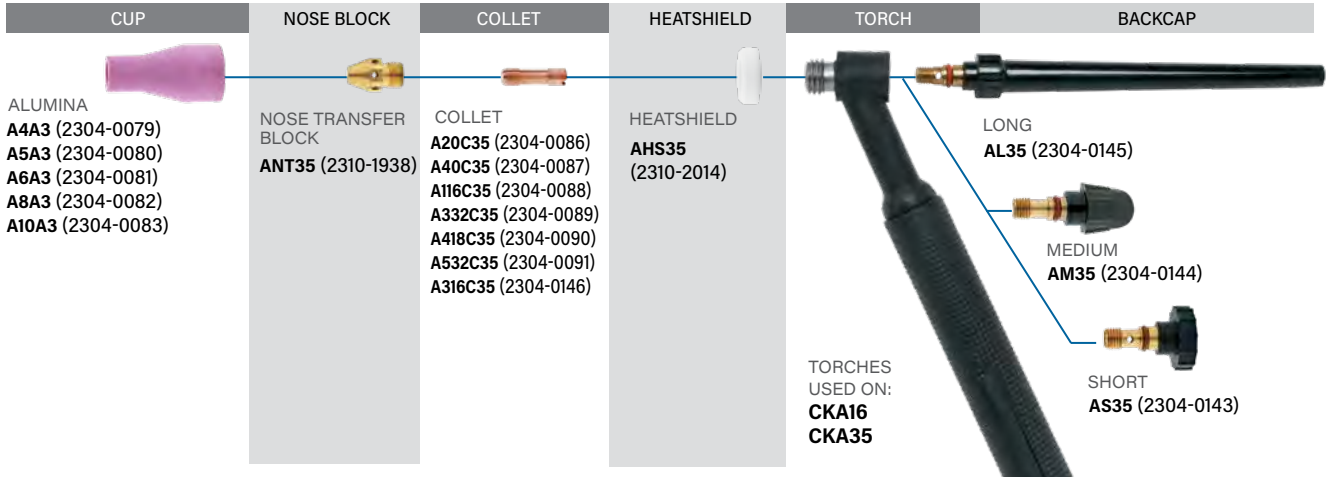 CUP
NOSE BLOCK
COLLET
HEATSHIELD
TORCH
BACKCAP
ALUMINA
A4A3 (2304-0079)
A5A3 (2304-0080)
A6A3 (2304-0081)
A8A3 (2304-0082)
A10A3 (2304-0083)
NOSE TRANSFER
BLOCK
ANT35 (2310-1938)
COLLET
A20C35 (2304-0086)
A40C35 (2304-0087)
A116C35 (2304-0088)
A332C35 (2304-0089)
A418C35 (2304-0090)
A532C35 (2304-0091)
A316C35 (2304-0146)
HEATSHIELD
AHS35
(2310-2014)
TORCHES
USED ON:
CKA16
CKA35
LONG
AL35 (2304-0145)
MEDIUM
AM35 (2304-0144)
SHORT
AS35 (2304-0143)